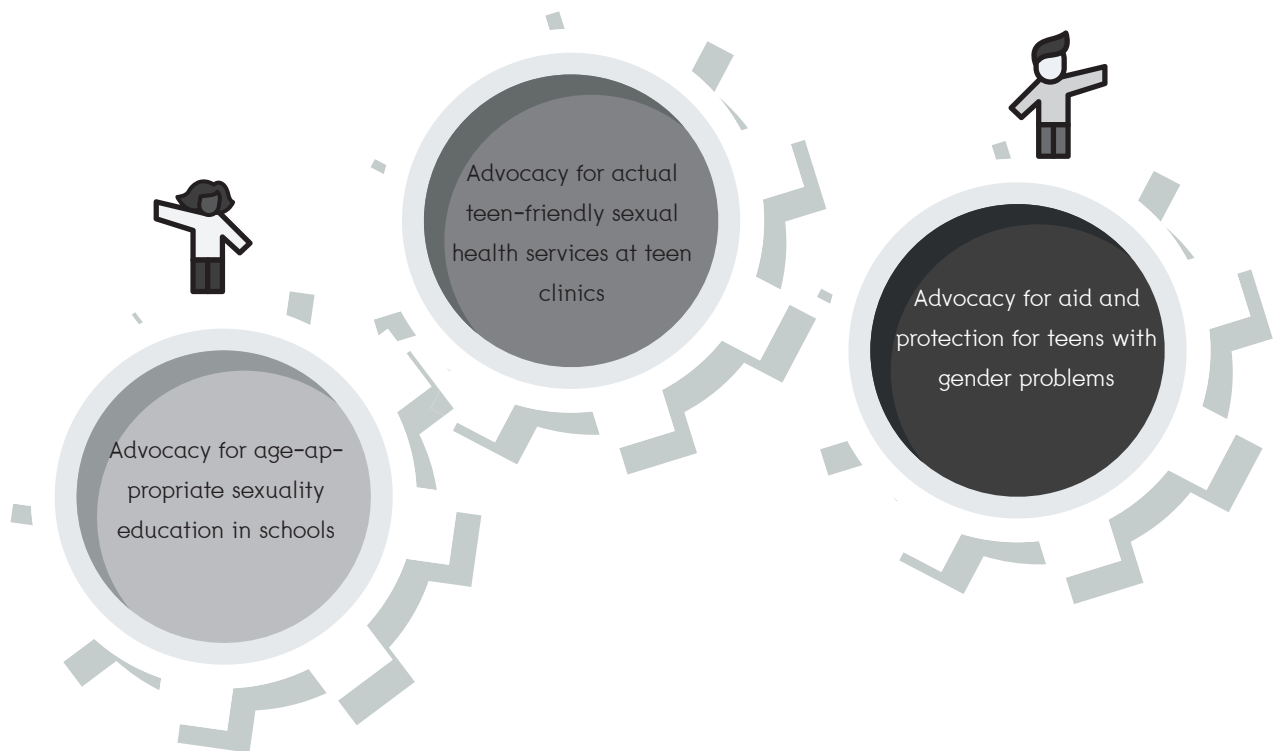 Advocacy for age-ap-
propriate sexuality
education in schools
Advocacy for actual
teen-friendly sexual
health services at teen
clinics
Advocacy for aid and
protection for teens with
gender problems